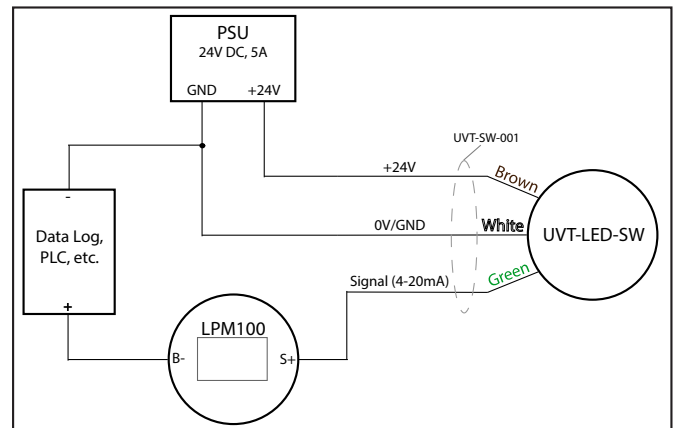 PSU
24V DC, 5A
GND +24V
UVT-SW-001
+24V
Brown
-
Data Log,
PLC, etc.
+
0V/GND
White
UVT-LED-SW
Signal (4-20mA)
Green
LPM100
B- S+